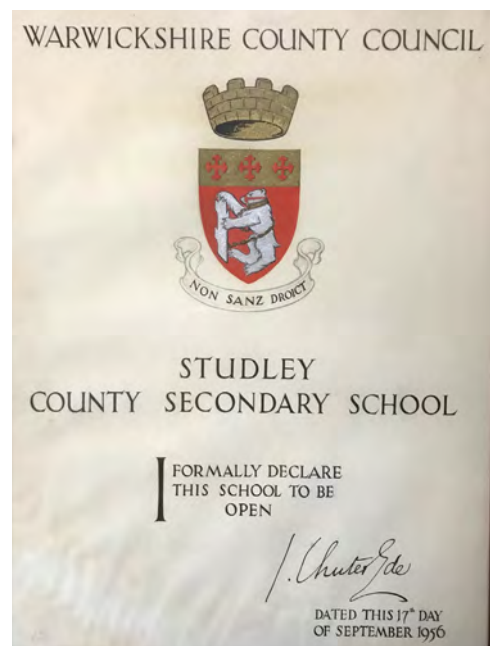 WARWICKSHIRE COUNTY COUNCIL
NON SANZ DROICT
STUDLEY
COUNTY SECONDARY SCHOOL
I FORMALLY DECLARE
THIS SCHOOL TO BE
OPEN
J. Chuter Ede
DATED THIS 17th DAY
OF SEPTEMBER 1956